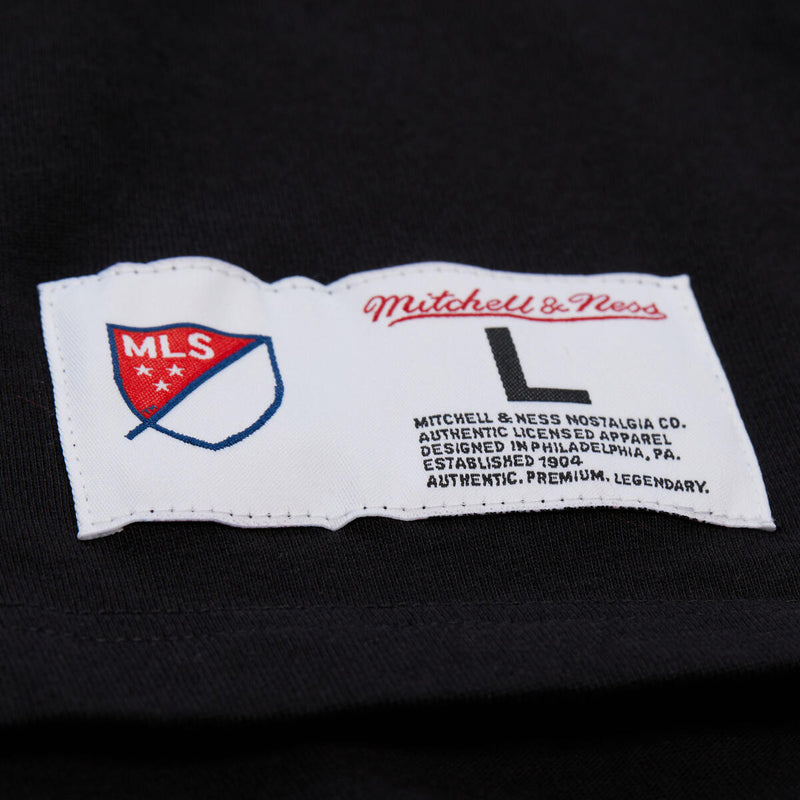 MLS
Mitchell & Ness
L
MITCHELL & NESS NOSTALGIA CO.
AUTHENTIC LICENSED APPAREL
DESIGNED IN PHILADELPHIA, PA.
ESTABLISHED 1904
AUTHENTIC. PREMIUM. LEGENDARY.